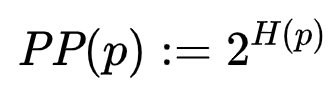 PP(p) := 2^{H(p)}